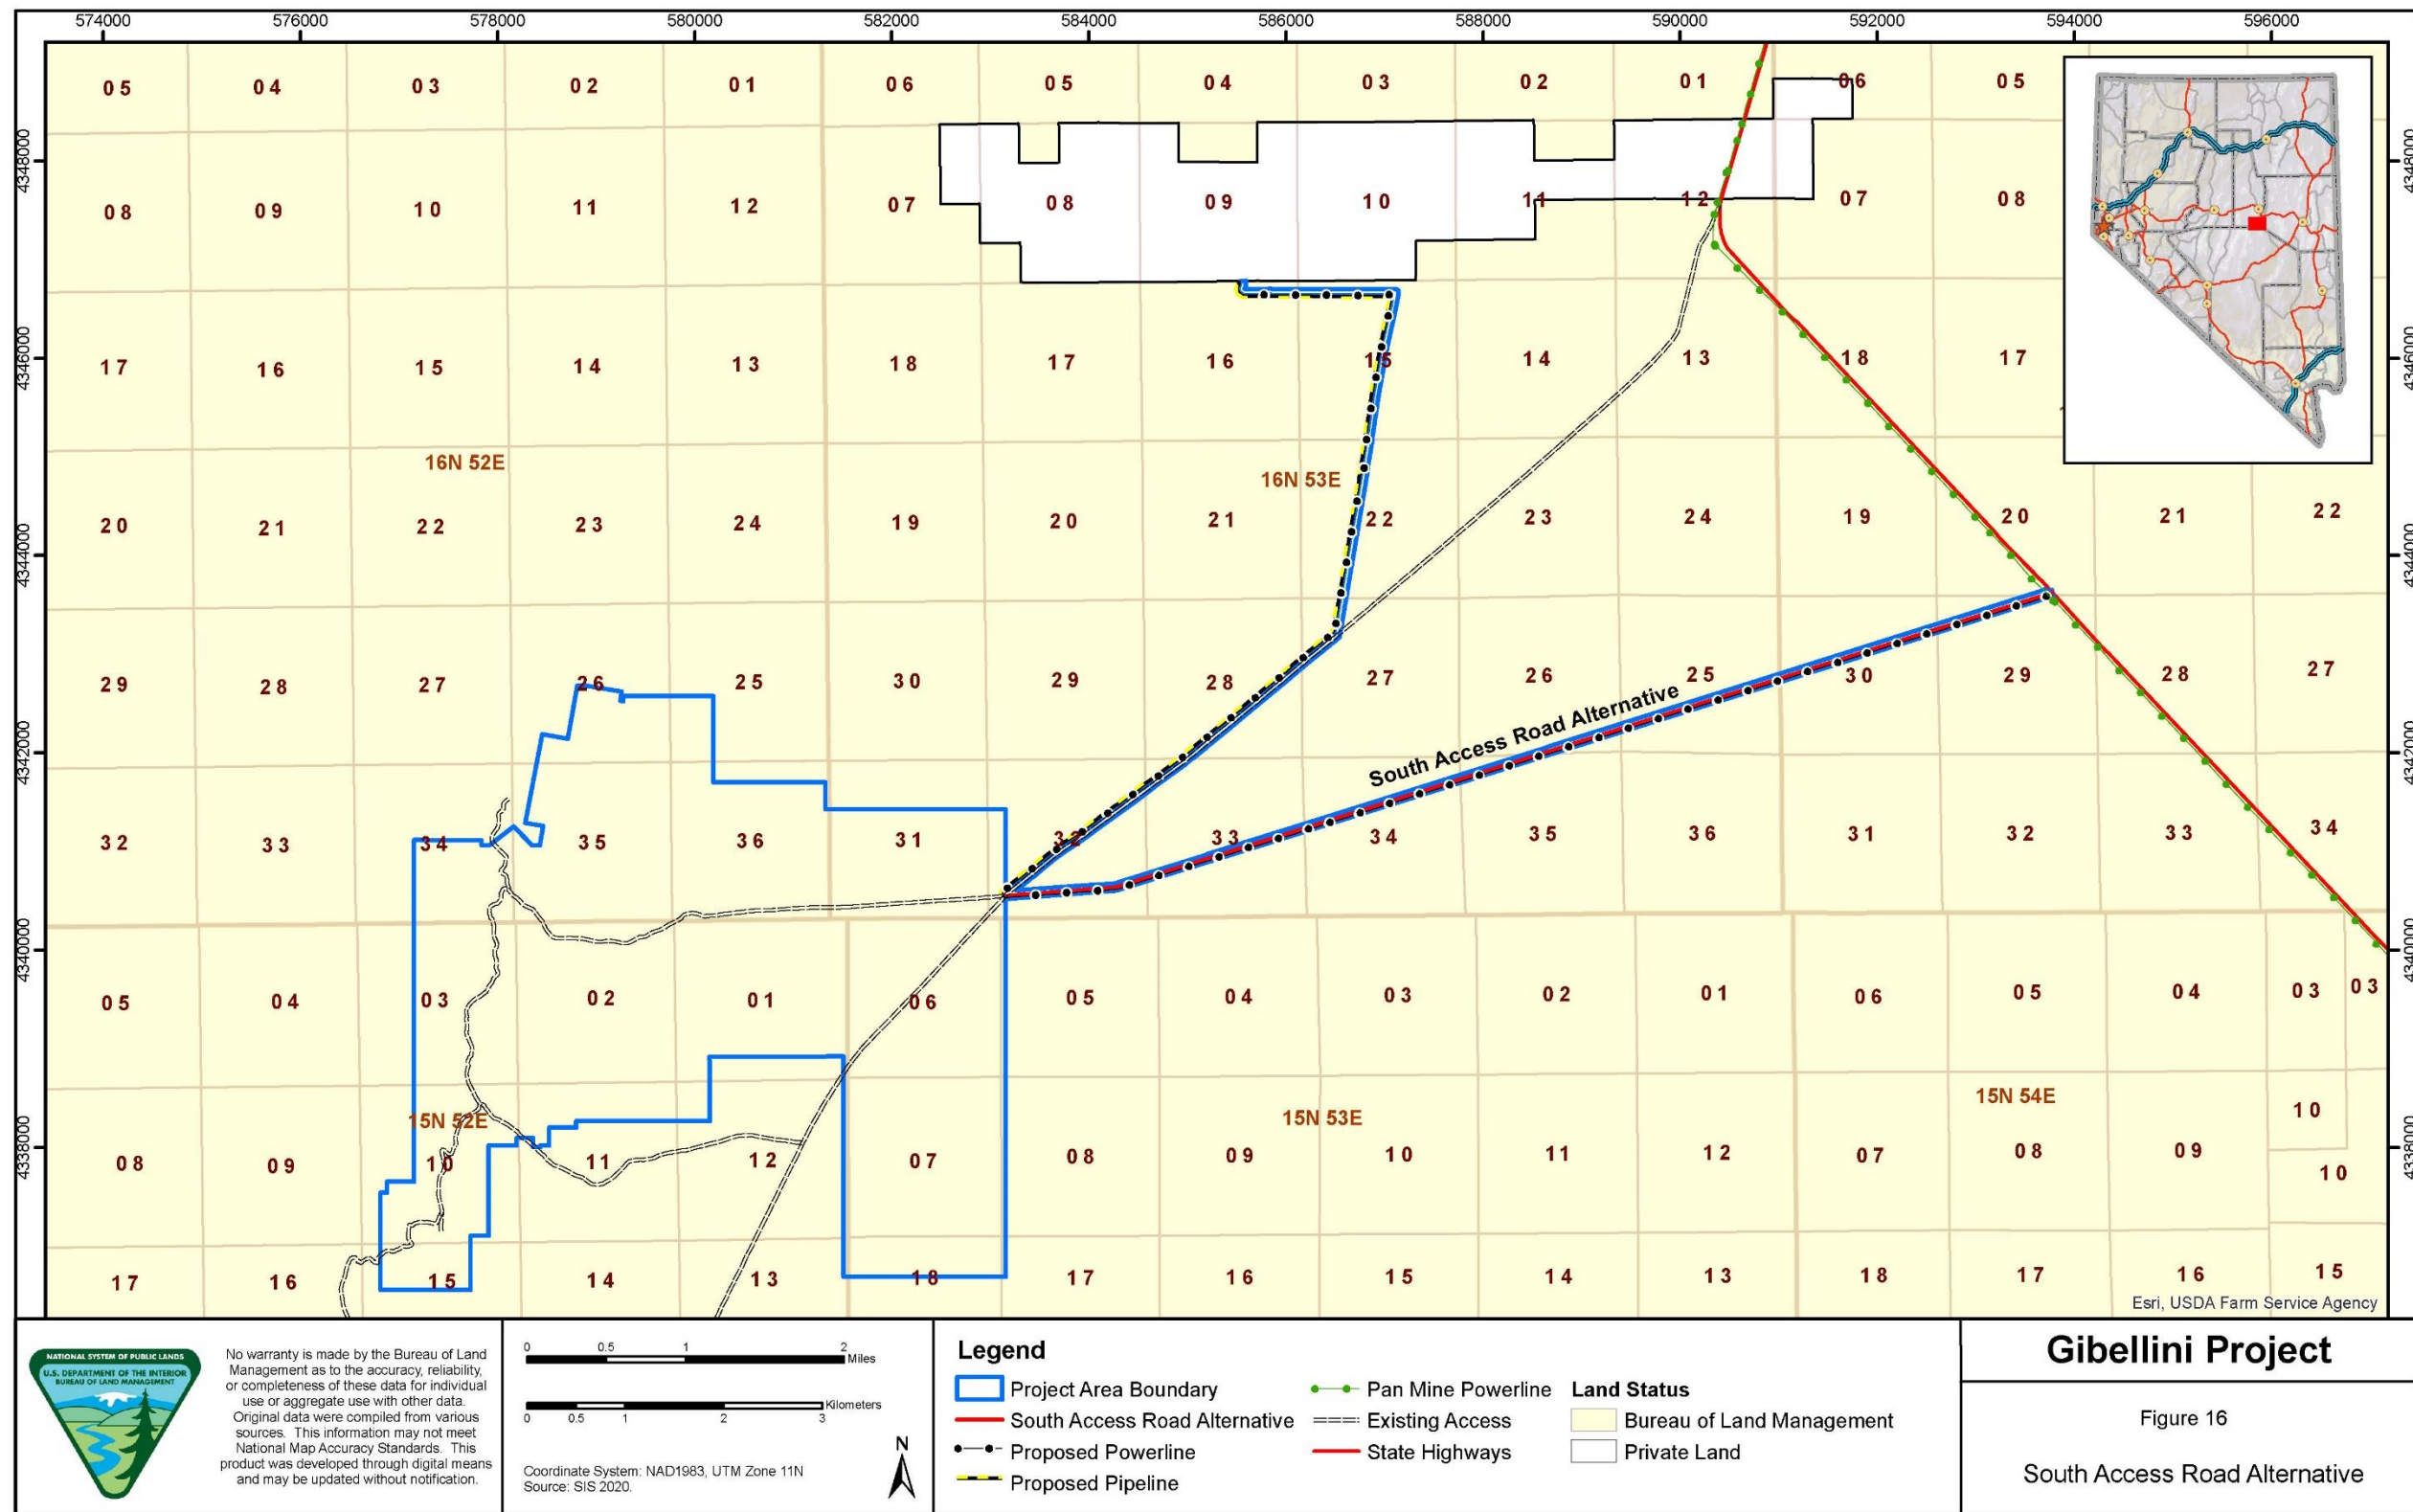 574000 576000 578000 580000 582000 584000 586000 588000 590000 592000 594000 596000
05 04 03 02 01 06 05 04 03 02 01 06 05
4348000 4348000
08 09 10 11 12 07 08 09 10 11 12 07 08
4346000 4346000
17 16 15 14 13 18 17 16 15 14 13 18 17
16N 52E 16N 53E
20 21 22 23 24 19 20 21 22 23 24 19 20 21 22
4344000 4344000
29 28 27 26 25 30 29 28 27 26 25 30 29 28 27
South Access Road Alternative
4342000 4342000
32 33 34 35 36 31 32 33 34 35 36 31 32 33 34
4340000 4340000
05 04 03 02 01 06 05 04 03 02 01 06 05 04 03 03
15N 52E 15N 53E 15N 54E
10
4338000 4338000
08 09 10 11 12 07 08 09 10 11 12 07 08 09 10
17 16 15 14 13 18 17 16 15 14 13 18 17 16 15
Esri, USDA Farm Service Agency
NATIONAL SYSTEM OF PUBLIC LANDS
U.S. DEPARTMENT OF THE INTERIOR
BUREAU OF LAND MANAGEMENT
No warranty is made by the Bureau of Land
Management as to the accuracy, reliability,
or completeness of these data for individual
use or aggregate use with other data.
Original data were compiled from various
sources. This information may not meet
National Map Accuracy Standards. This
product was developed through digital means
and may be updated without notification.
0 0.5 1 2
Miles
Kilometers
0 0.5 1 2 3
Coordinate System: NAD1983, UTM Zone 11N
Source: SIS 2020.
N
Legend
Project Area Boundary
South Access Road Alternative
Proposed Powerline
Proposed Pipeline
Pan Mine Powerline
Existing Access
State Highways
Land Status
Bureau of Land Management
Private Land
Gibellini Project
Figure 16
South Access Road Alternative